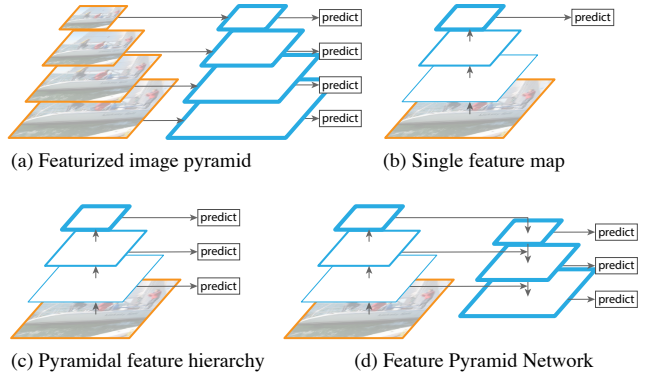 predict
predict
predict
predict
predict
(a) Featurized image pyramid
(b) Single feature map
predict
predict
predict
predict
predict
predict
(c) Pyramidal feature hierarchy
(d) Feature Pyramid Network